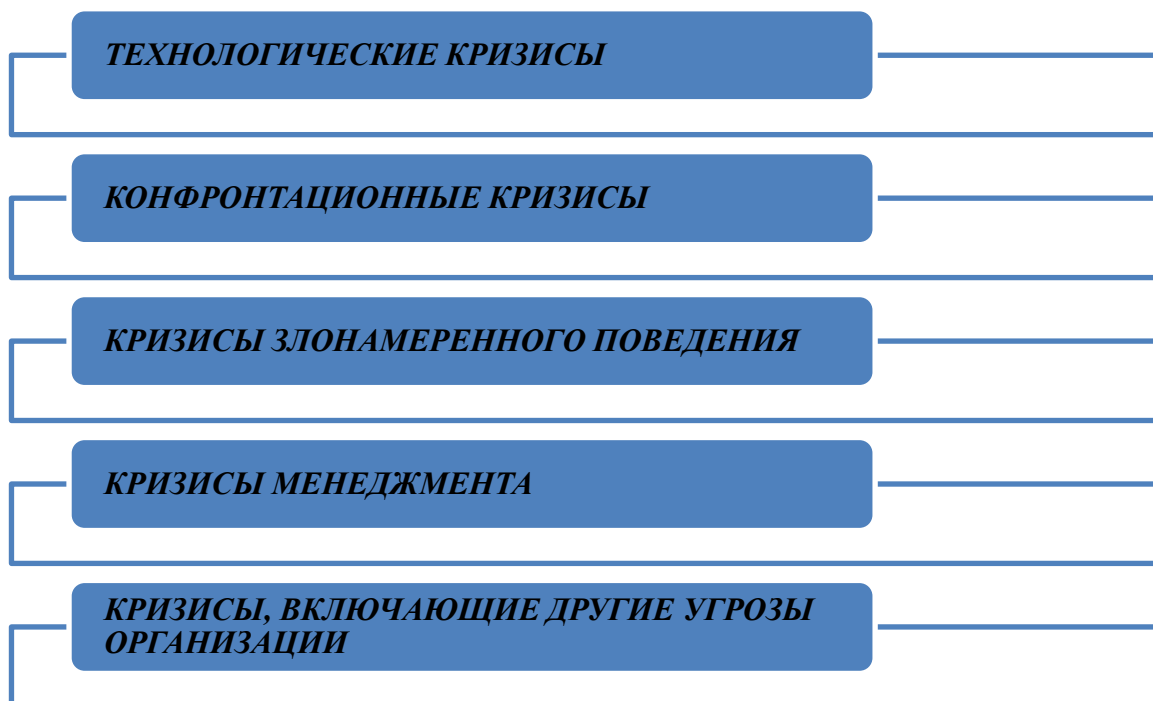 ТЕХНОЛОГИЧЕСКИЕ КРИЗИСЫ
КОНФРОНТАЦИОННЫЕ КРИЗИСЫ
КРИЗИСЫ ЗЛОНАМЕРЕННОГО ПОВЕДЕНИЯ
КРИЗИСЫ МЕНЕДЖМЕНТА
КРИЗИСЫ, ВКЛЮЧАЮЩИЕ ДРУГИЕ УГРОЗЫ
ОРГАНИЗАЦИИ